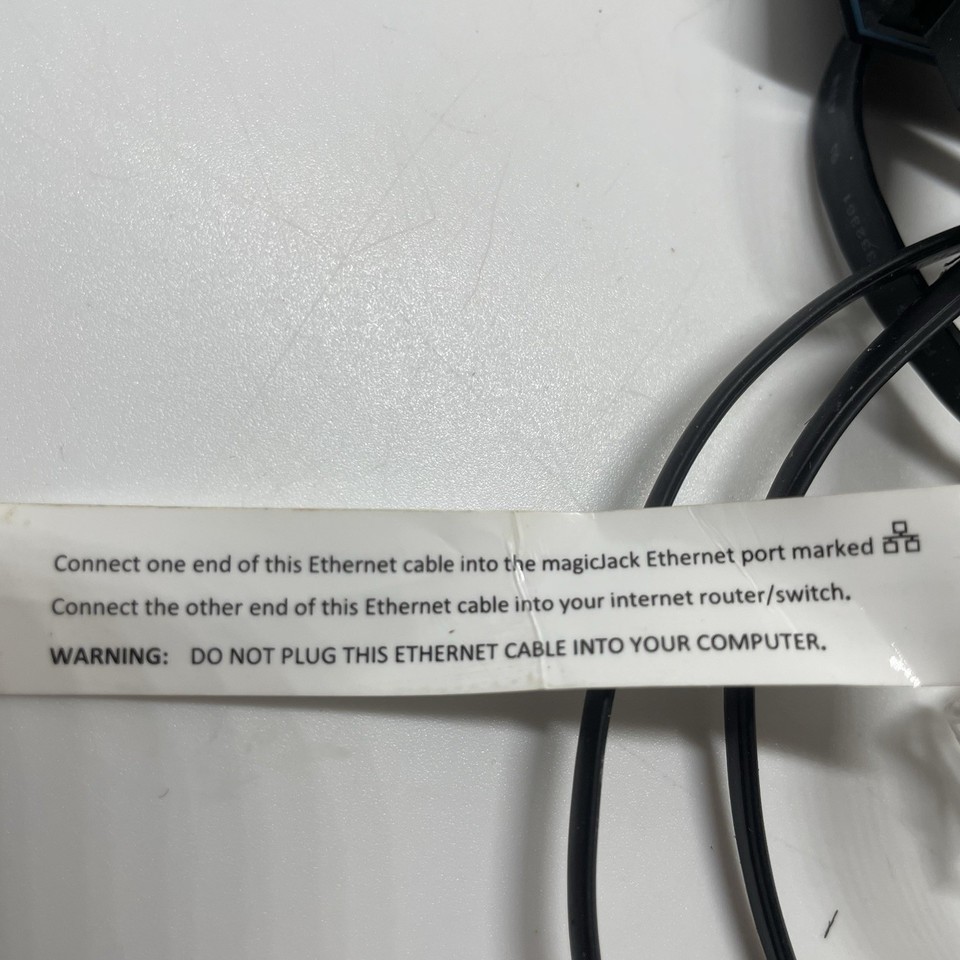 Connect one end of this Ethernet cable into the magicJack Ethernet port marked
Connect the other end of this Ethernet cable into your internet router/switch.
WARNING: DO NOT PLUG THIS ETHERNET CABLE INTO YOUR COMPUTER.